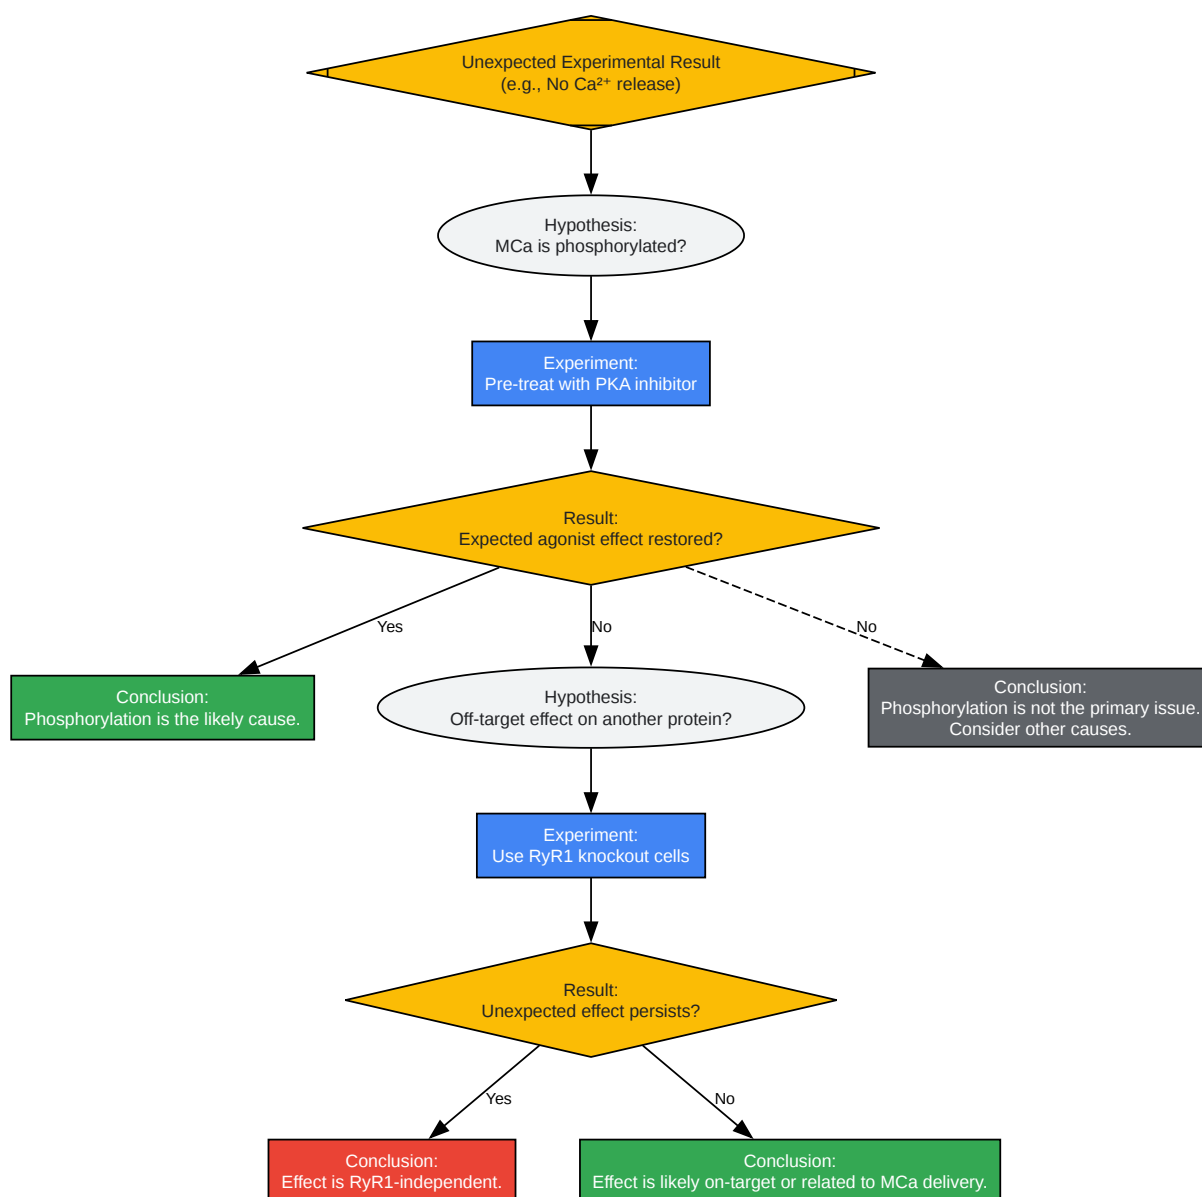 Unexpected Experimental Result
(e.g., No Ca²⁺ release)
Hypothesis:
MCa is phosphorylated?
Experiment:
Pre-treat with PKA inhibitor
Result:
Expected agonist effect restored?
Yes
No
No
Conclusion:
Phosphorylation is the likely cause.
Hypothesis:
Off-target effect on another protein?
Conclusion:
Phosphorylation is not the primary issue.
Consider other causes.
Experiment:
Use RyR1 knockout cells
Result:
Unexpected effect persists?
Yes
No
Conclusion:
Effect is RyR1-independent.
Conclusion:
Effect is likely on-target or related to MCa delivery.